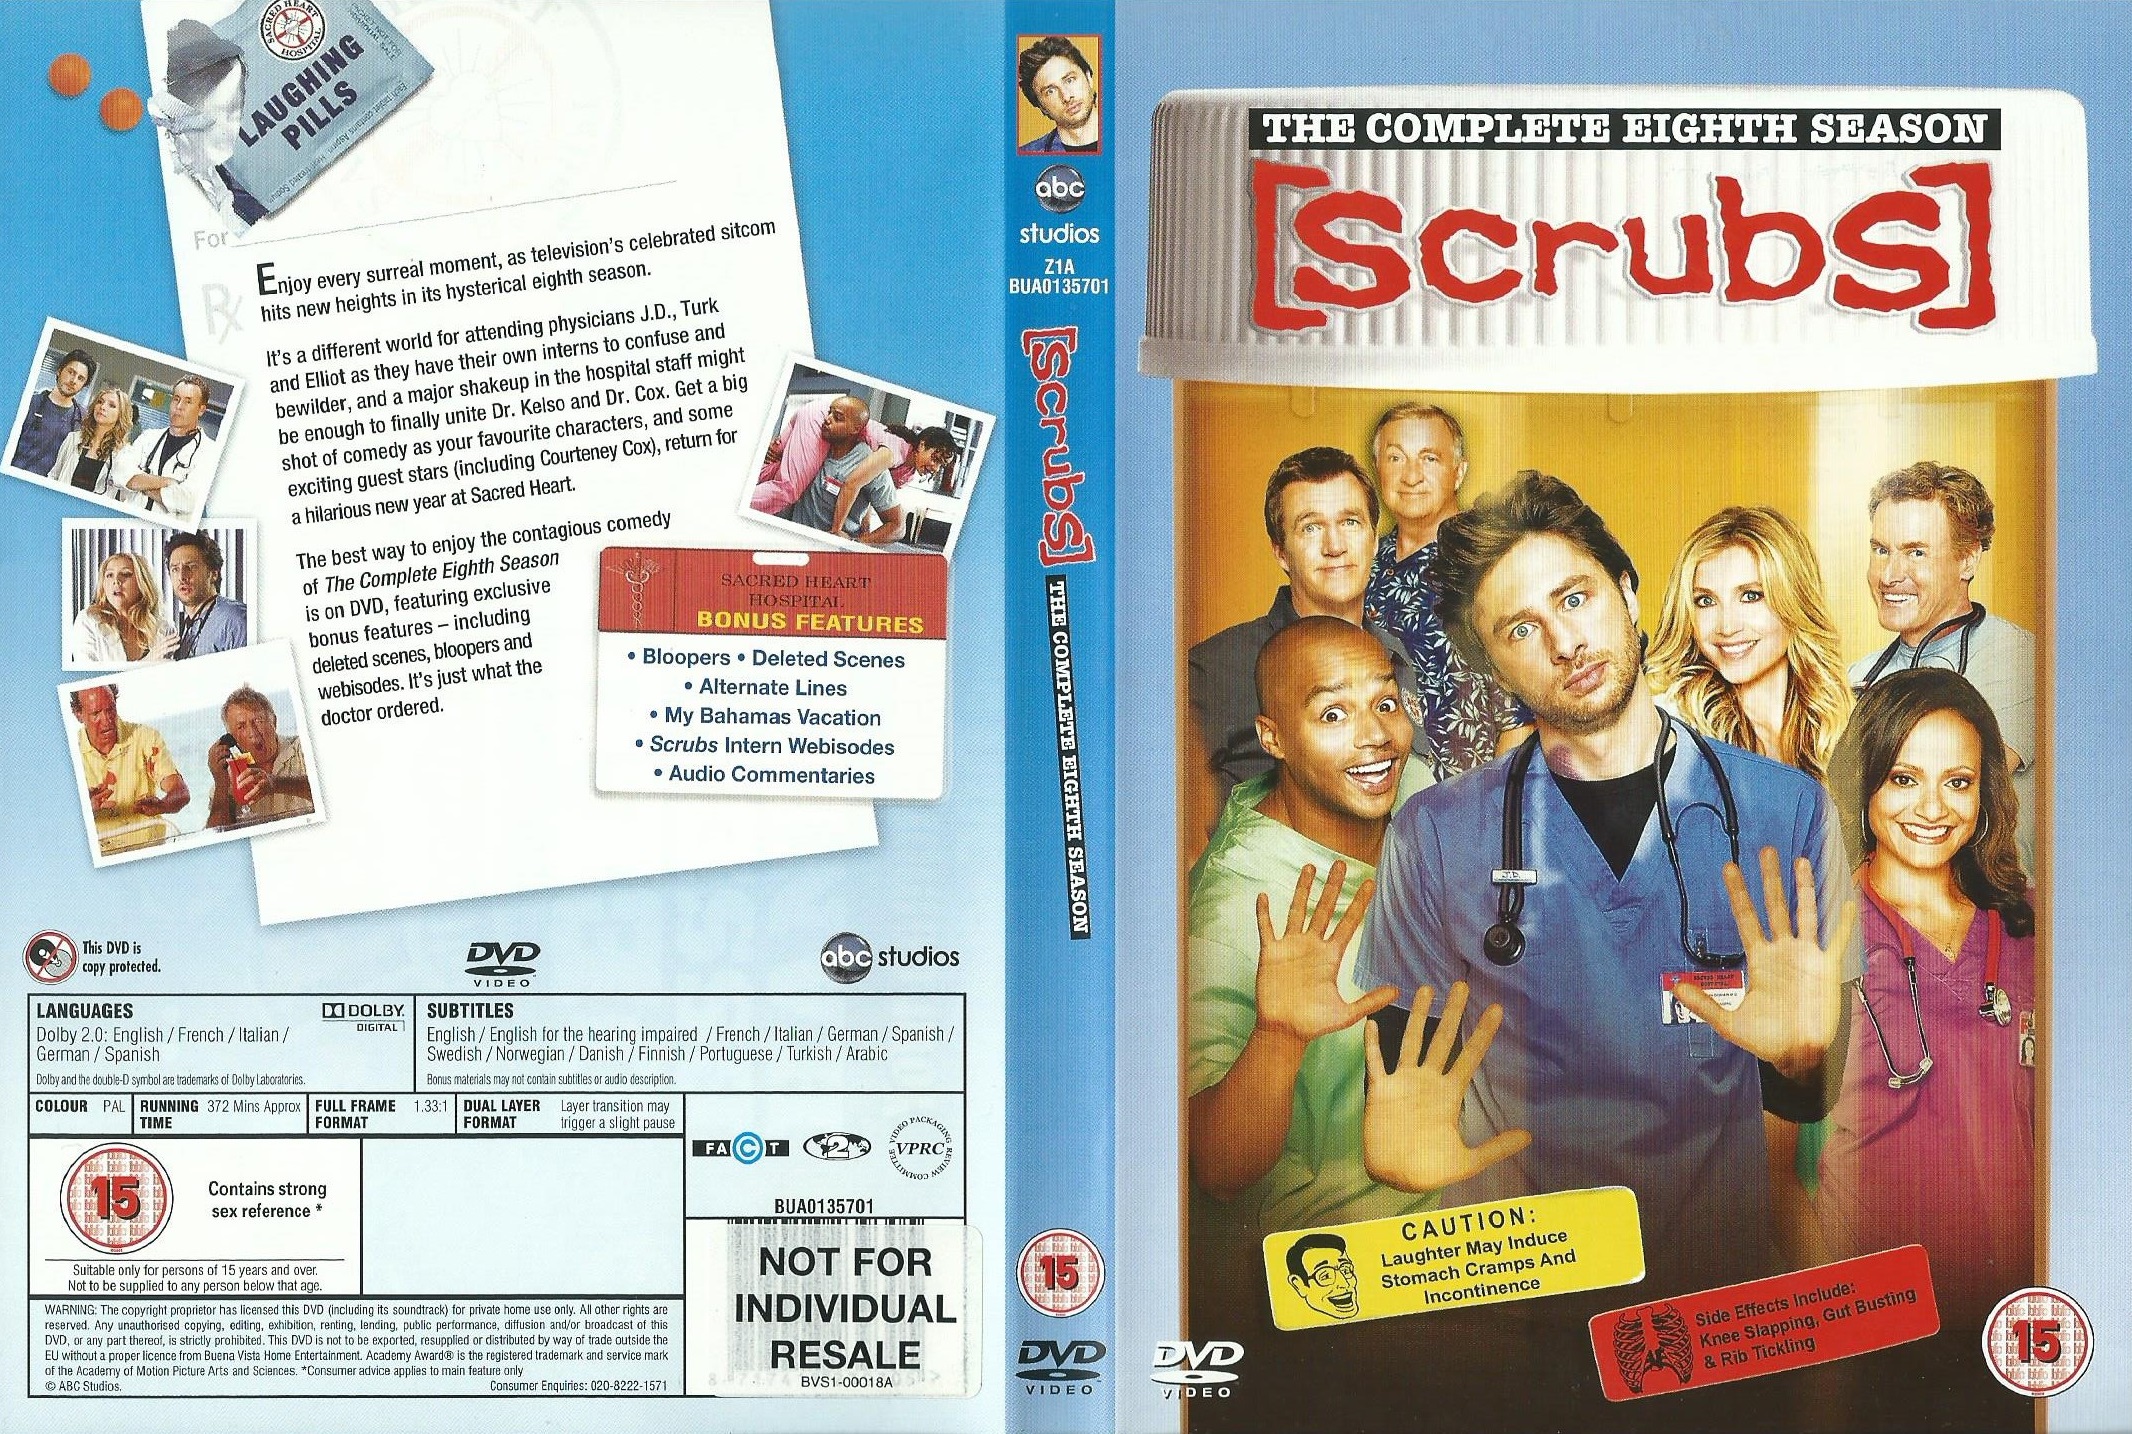 SACRED HEART
HOSPITAL
LAUGHING
PILLS
For
Rx
Enjoy every surreal moment, as television's celebrated sitcom
hits new heights in its hysterical eighth season.
It's a different world for attending physicians J.D., Turk
and Elliot as they have their own interns to confuse and
bewilder, and a major shakeup in the hospital staff might
be enough to finally unite Dr. Kelso and Dr. Cox. Get a big
shot of comedy as your favourite characters, and some
exciting guest stars (including Courteney Cox), return for
a hilarious new year at Sacred Heart.
The best way to enjoy the contagious comedy
of The Complete Eighth Season
is on DVD, featuring exclusive
bonus features – including
deleted scenes, bloopers and
webisodes. It's just what the
doctor ordered.
SACRED HEART
HOSPITAL
BONUS FEATURES
• Bloopers • Deleted Scenes
• Alternate Lines
• My Bahamas Vacation
• Scrubs Intern Webisodes
• Audio Commentaries
This DVD is
copy protected.
DVD
VIDEO
abc studios
LANGUAGES
DOLBY
DIGITAL
Dolby 2.0: English / French / Italian /
German / Spanish
Dolby and the double-D symbol are trademarks of Dolby Laboratories.
SUBTITLES
English / English for the hearing impaired / French / Italian / German / Spanish /
Swedish / Norwegian / Danish / Finnish / Portuguese / Turkish / Arabic
Bonus materials may not contain subtitles or audio description.
COLOUR PAL
RUNNING TIME 372 Mins Approx
FULL FRAME FORMAT 1.33:1
DUAL LAYER FORMAT Layer transition may
trigger a slight pause
15
Contains strong
sex reference *
Suitable only for persons of 15 years and over.
Not to be supplied to any person below that age.
FACT
2
VIDEO PACKAGING REVIEW COMMITTEE
VPRC
BUA0135701
NOT FOR
INDIVIDUAL
RESALE
BVS1-00018A
WARNING: The copyright proprietor has licensed this DVD (including its soundtrack) for private home use only. All other rights are
reserved. Any unauthorised copying, editing, exhibition, renting, lending, public performance, diffusion and/or broadcast of this
DVD, or any part thereof, is strictly prohibited. This DVD is not to be exported, resupplied or distributed by way of trade outside the
EU without a proper licence from Buena Vista Home Entertainment. Academy Award® is the registered trademark and service mark
of the Academy of Motion Picture Arts and Sciences. *Consumer advice applies to main feature only
© ABC Studios.
Consumer Enquiries: 020-8222-1571
abc
studios
Z1A
BUA0135701
[scrubs]
THE COMPLETE EIGHTH SEASON
15
DVD
VIDEO
THE COMPLETE EIGHTH SEASON
[scrubs]
J.D.
SACRED HEART
HOSPITAL
CAUTION:
Laughter May Induce
Stomach Cramps And
Incontinence
Side Effects Include:
Knee Slapping, Gut Busting
& Rib Tickling
DVD
VIDEO
15